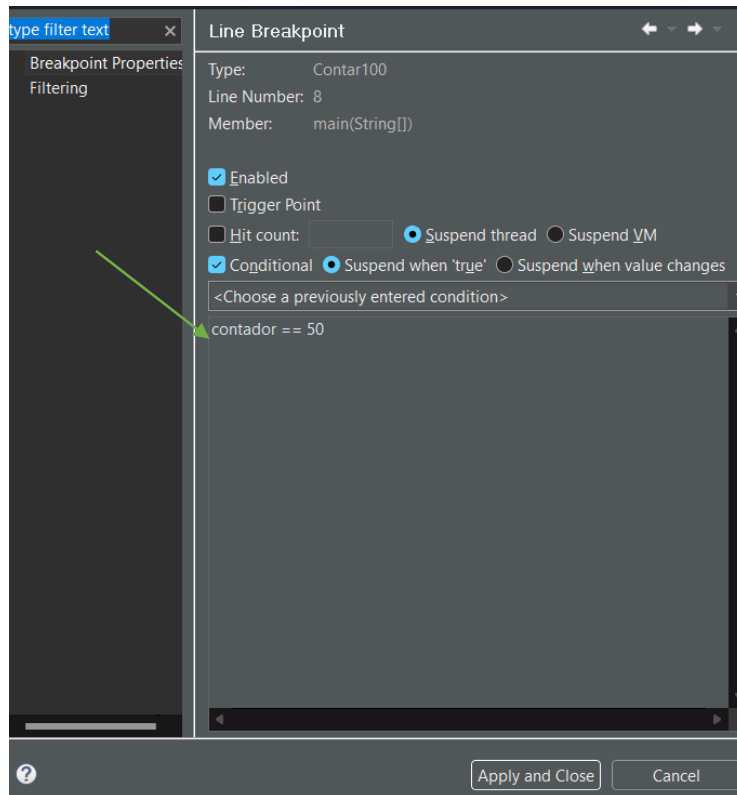 type filter text
Breakpoint Properties
Filtering
Line Breakpoint
Type: Contar100
Line Number: 8
Member: main(String[])
Enabled
Trigger Point
Hit count: Suspend thread Suspend VM
Conditional Suspend when 'true' Suspend when value changes
<Choose a previously entered condition>
contador == 50
Apply and Close Cancel